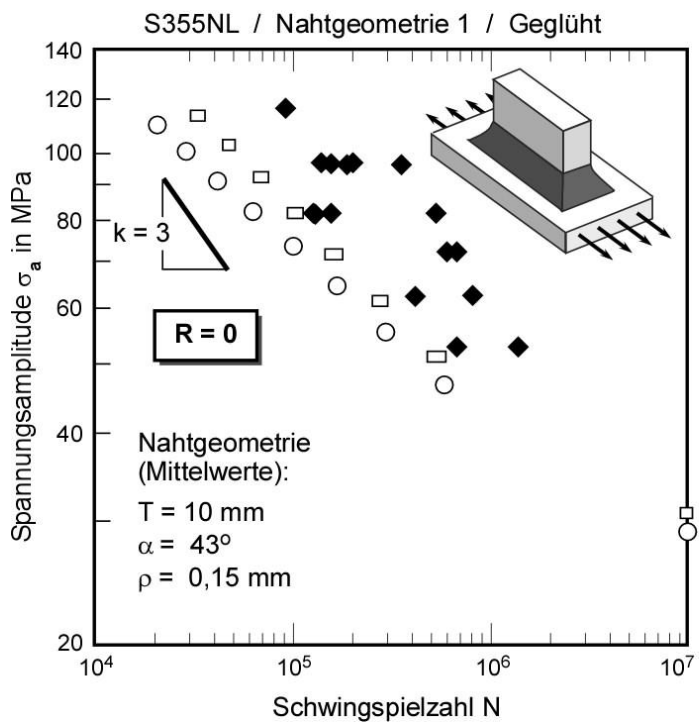 S355NL / Nahtgeometrie 1 / Geglüht
Spannungsamplitude σa in MPa
140
120
100
80
60
40
20
k = 3
R = 0
Nahtgeometrie
(Mittelwerte):
T = 10 mm
α = 43°
ρ = 0,15 mm
10⁴
10⁵
10⁶
10⁷
Schwingspielzahl N